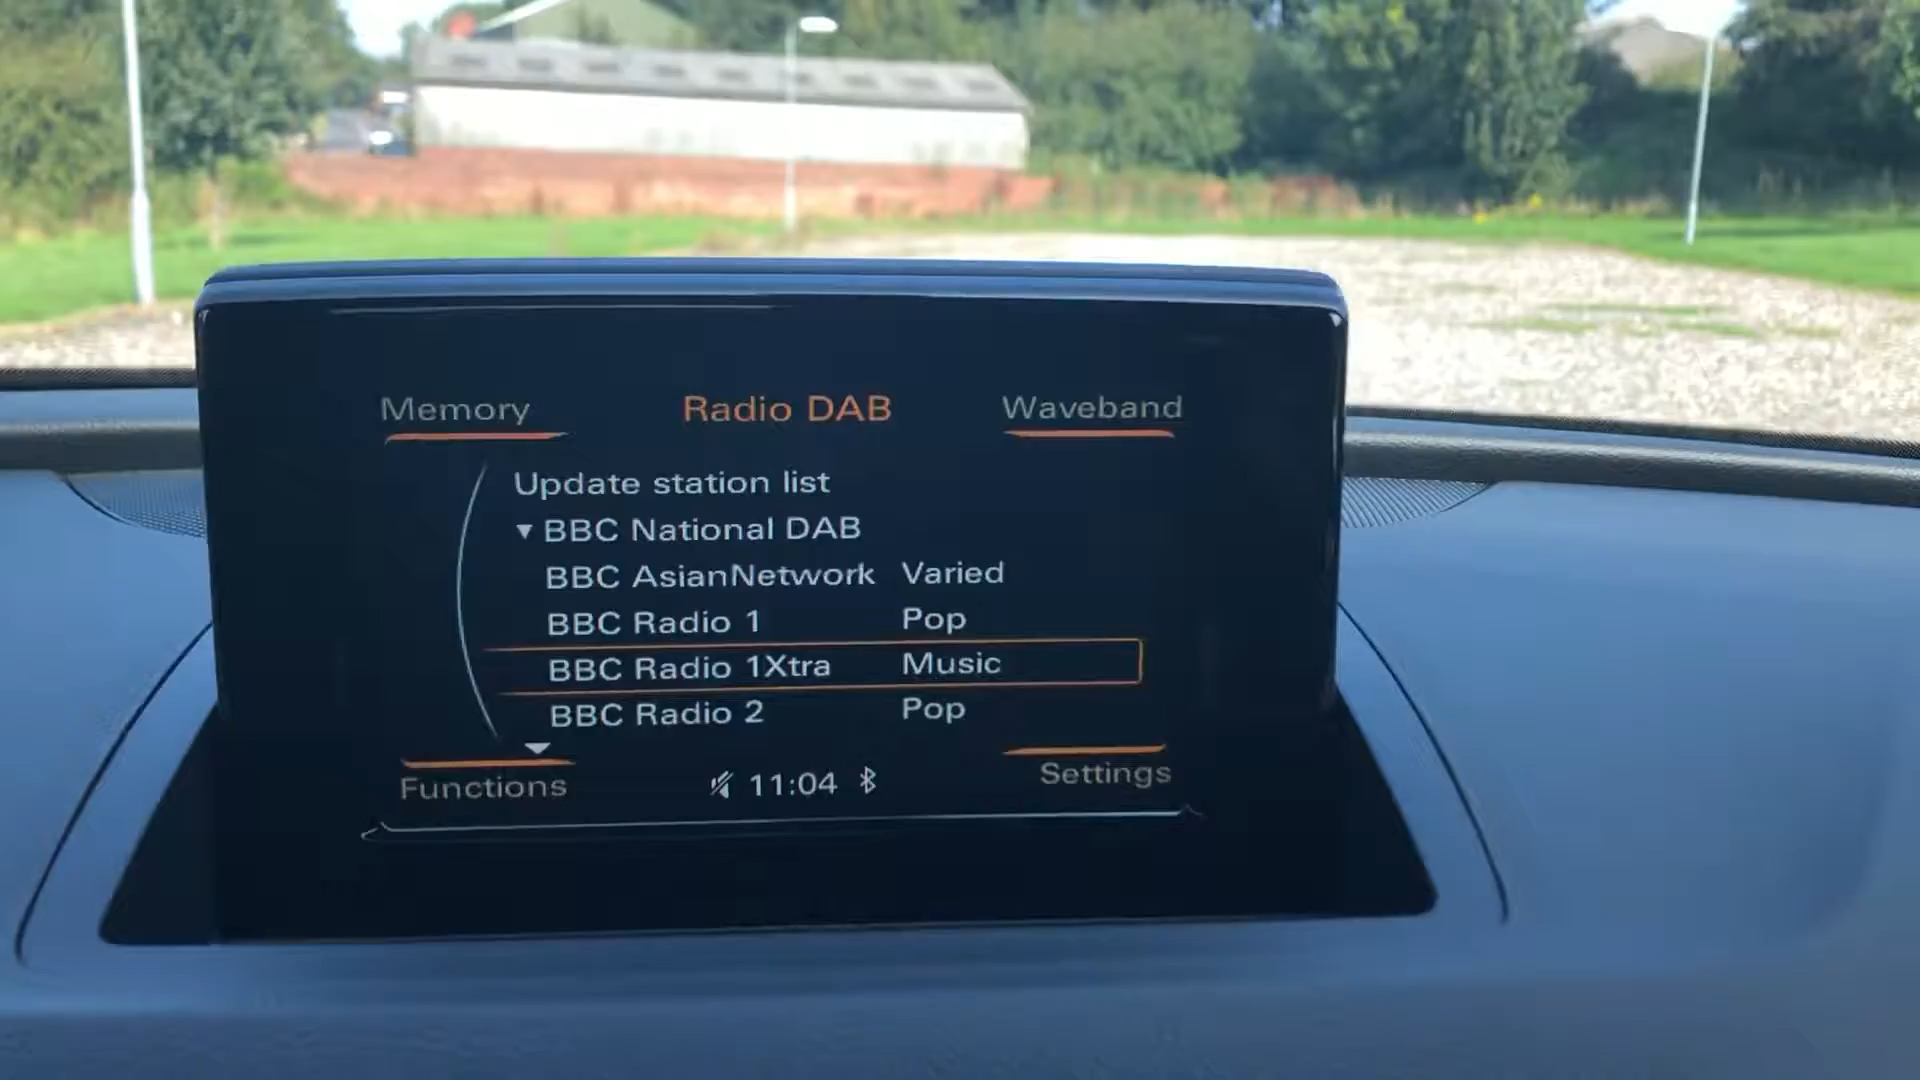 Memory Radio DAB Waveband
Update station list
▼ BBC National DAB
BBC AsianNetwork Varied
BBC Radio 1 Pop
BBC Radio 1Xtra Music
BBC Radio 2 Pop
Functions 11:04 Settings